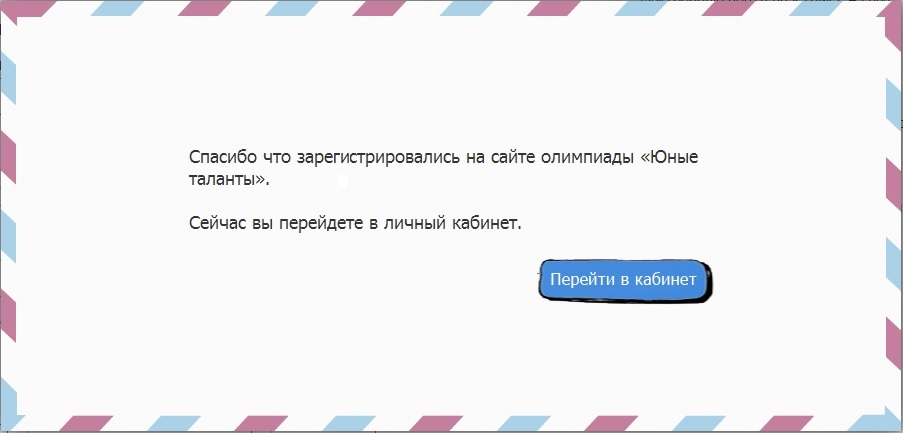 Спасибо что зарегистрировались на сайте олимпиады «Юные
таланты».
Сейчас вы перейдете в личный кабинет.
Перейти в кабинет